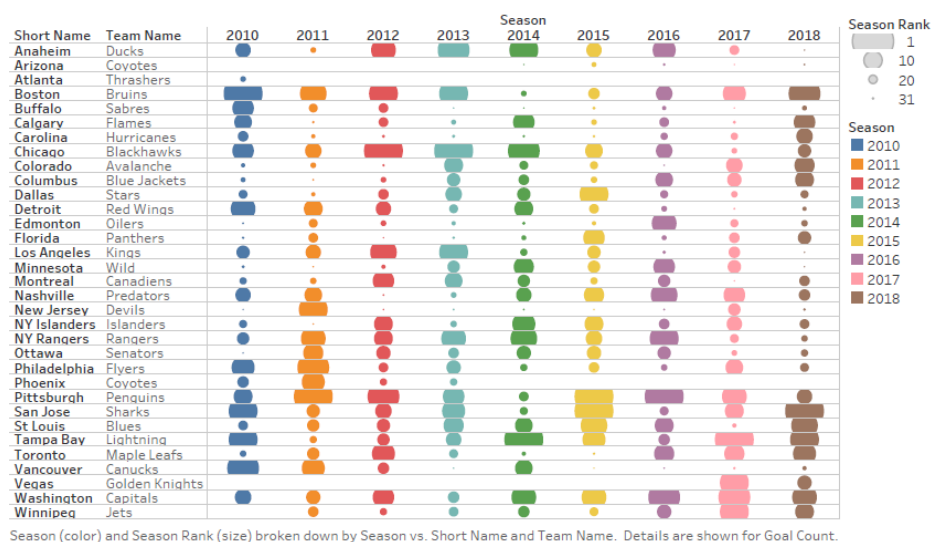 Season
Short Name Team Name 2010 2011 2012 2013 2014 2015 2016 2017 2018
Anaheim Ducks
Arizona Coyotes
Atlanta Thrashers
Boston Bruins
Buffalo Sabres
Calgary Flames
Carolina Hurricanes
Chicago Blackhawks
Colorado Avalanche
Columbus Blue Jackets
Dallas Stars
Detroit Red Wings
Edmonton Oilers
Florida Panthers
Los Angeles Kings
Minnesota Wild
Montreal Canadiens
Nashville Predators
New Jersey Devils
NY Islanders Islanders
NY Rangers Rangers
Ottawa Senators
Philadelphia Flyers
Phoenix Coyotes
Pittsburgh Penguins
San Jose Sharks
St Louis Blues
Tampa Bay Lightning
Toronto Maple Leafs
Vancouver Canucks
Vegas Golden Knights
Washington Capitals
Winnipeg Jets
Season Rank
1
10
20
31
Season
2010
2011
2012
2013
2014
2015
2016
2017
2018
Season (color) and Season Rank (size) broken down by Season vs. Short Name and Team Name. Details are shown for Goal Count.